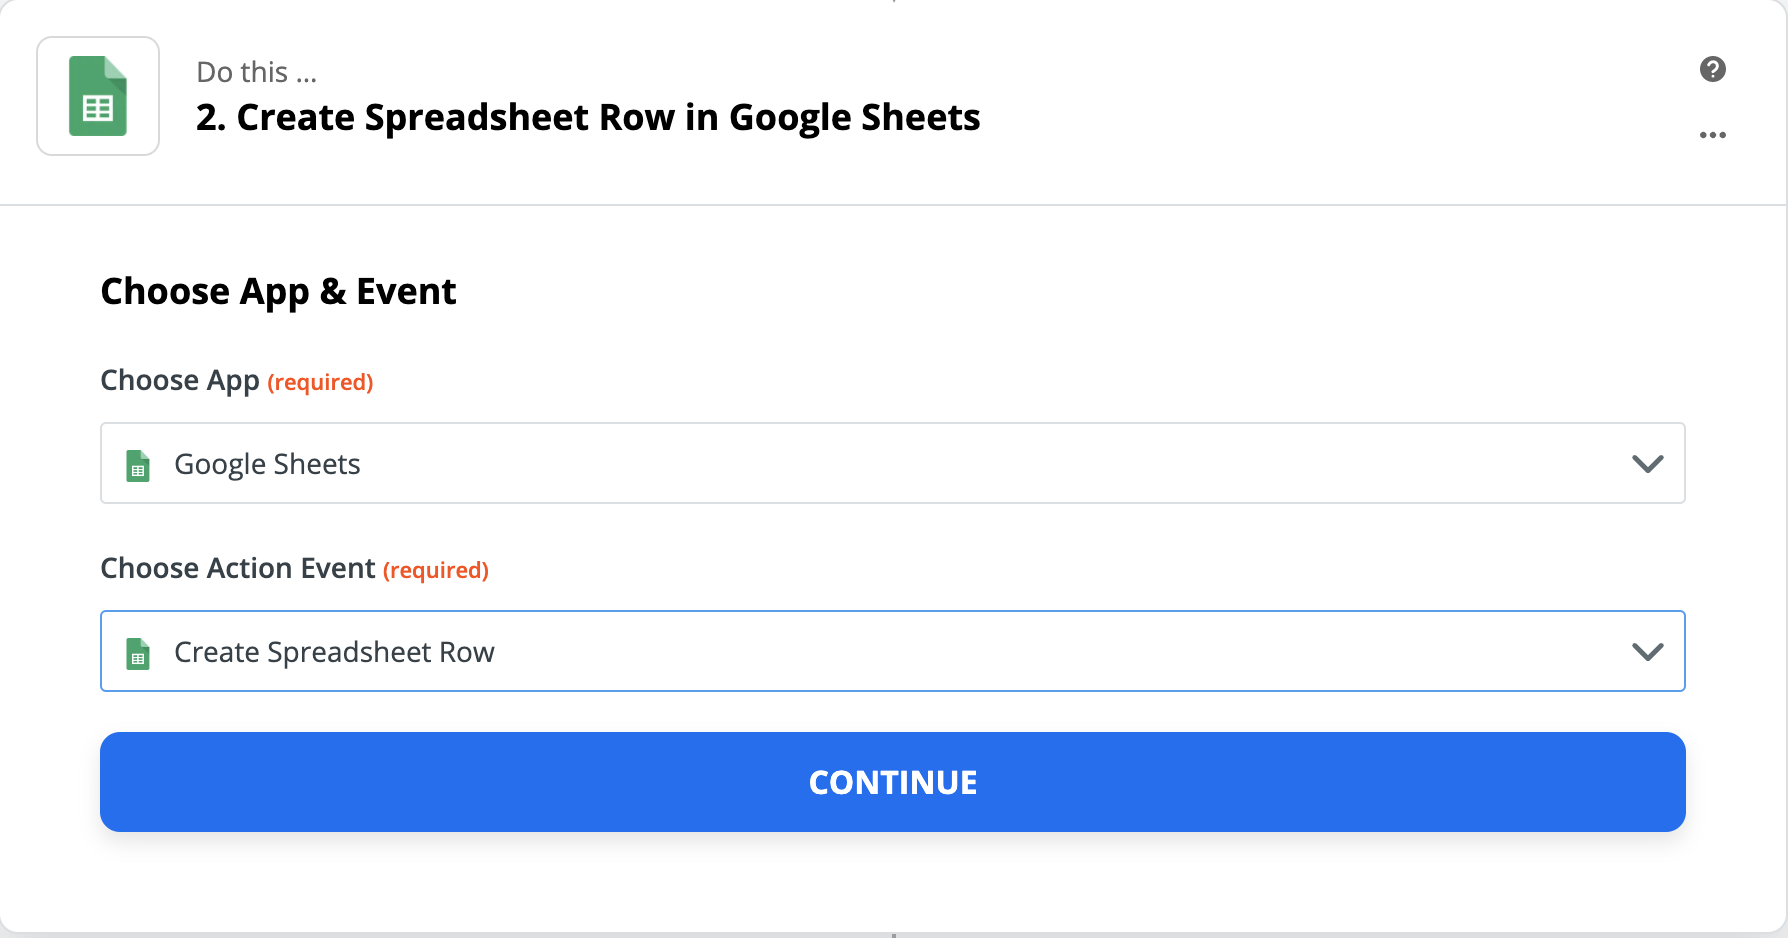 Do this ...
2. Create Spreadsheet Row in Google Sheets
Choose App & Event
Choose App (required)
Google Sheets
Choose Action Event (required)
Create Spreadsheet Row
CONTINUE